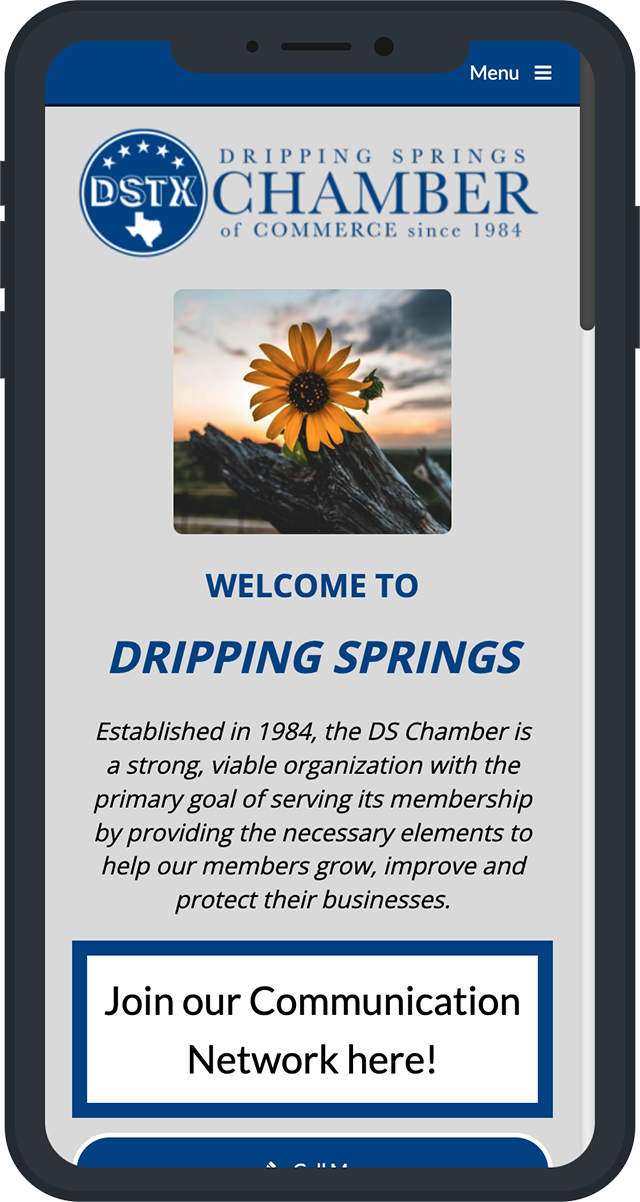 Menu
DSTX
DRIPPING SPRINGS
CHAMBER
of COMMERCE since 1984
WELCOME TO
DRIPPING SPRINGS
Established in 1984, the DS Chamber is
a strong, viable organization with the
primary goal of serving its membership
by providing the necessary elements to
help our members grow, improve and
protect their businesses.
Join our Communication
Network here!